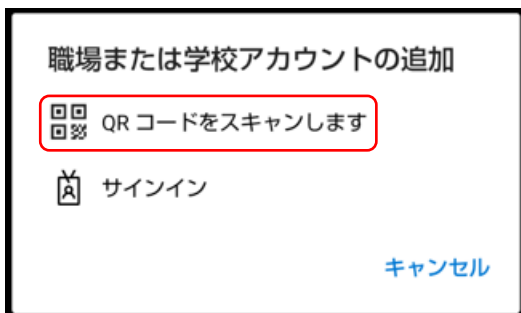 職場または学校アカウントの追加
QR コードをスキャンします
サインイン
キャンセル